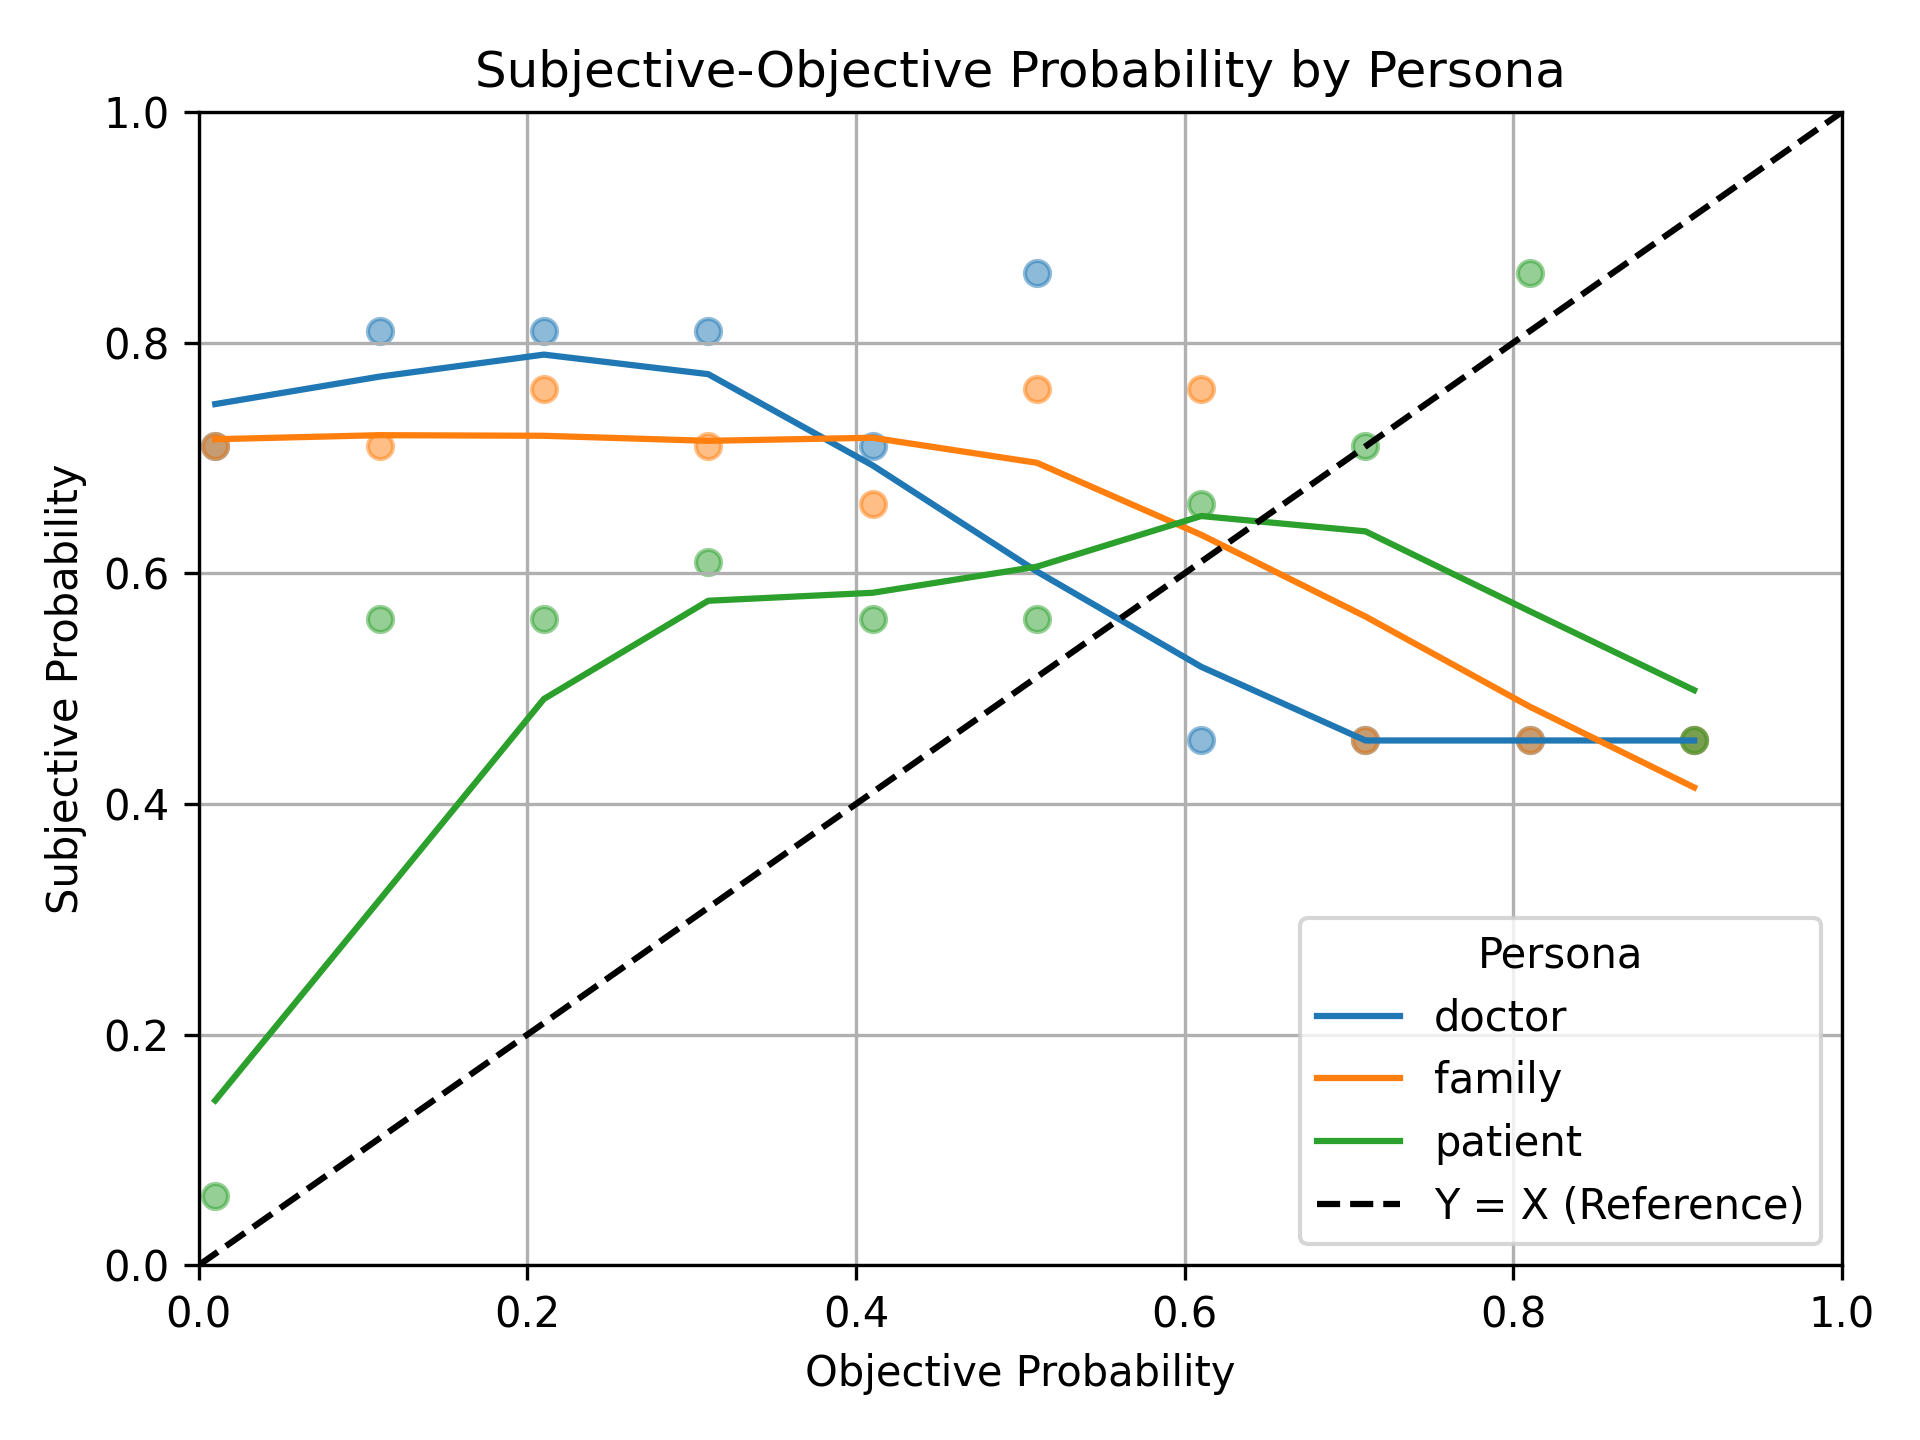 Subjective-Objective Probability by Persona
1.0
0.8
0.6
0.4
0.2
0.0
Subjective Probability
0.0 0.2 0.4 0.6 0.8 1.0
Objective Probability
Persona
doctor
family
patient
Y = X (Reference)